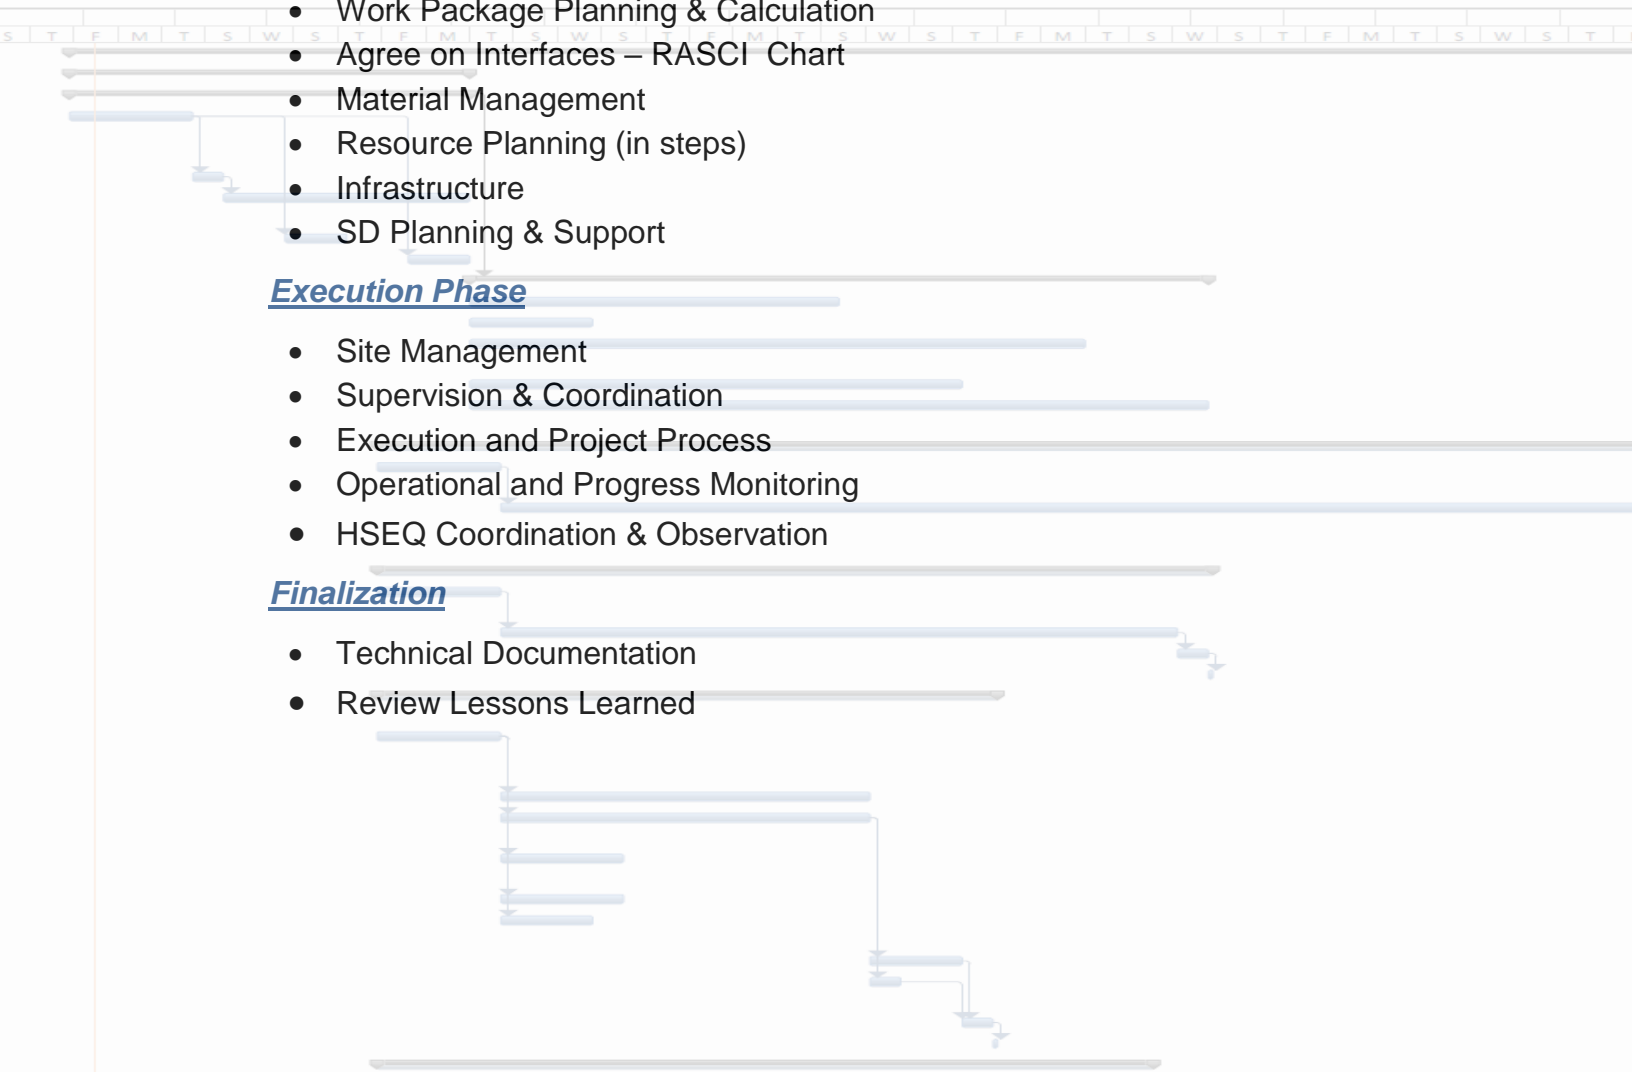 • Work Package Planning & Calculation
S T F M T S W S T F M T S W S T F M T S W S T F M T S W S T F M T S W S T
• Agree on Interfaces – RASCI  Chart
• Material Management
• Resource Planning (in steps)
• Infrastructure
• SD Planning & Support
Execution Phase
• Site Management
• Supervision & Coordination
• Execution and Project Process
• Operational and Progress Monitoring
• HSEQ Coordination & Observation
Finalization
• Technical Documentation
• Review Lessons Learned